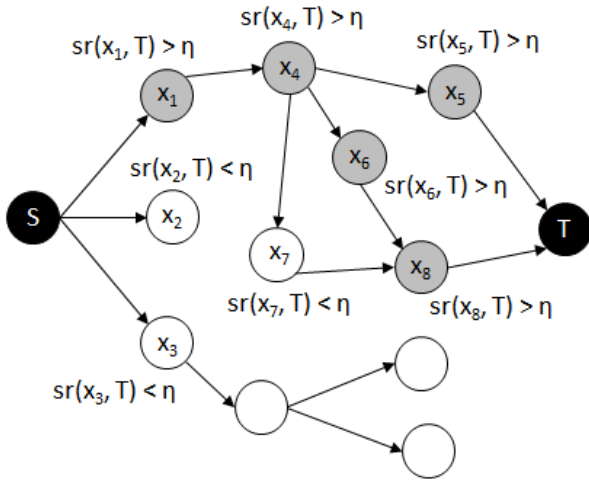 sr(x₄, T) > η
sr(x₁, T) > η
sr(x₅, T) > η
x₄
x₁
x₅
x₆
sr(x₂, T) < η
sr(x₆, T) > η
S
x₂
T
x₇
x₈
sr(x₇, T) < η
sr(x₈, T) > η
x₃
sr(x₃, T) < η